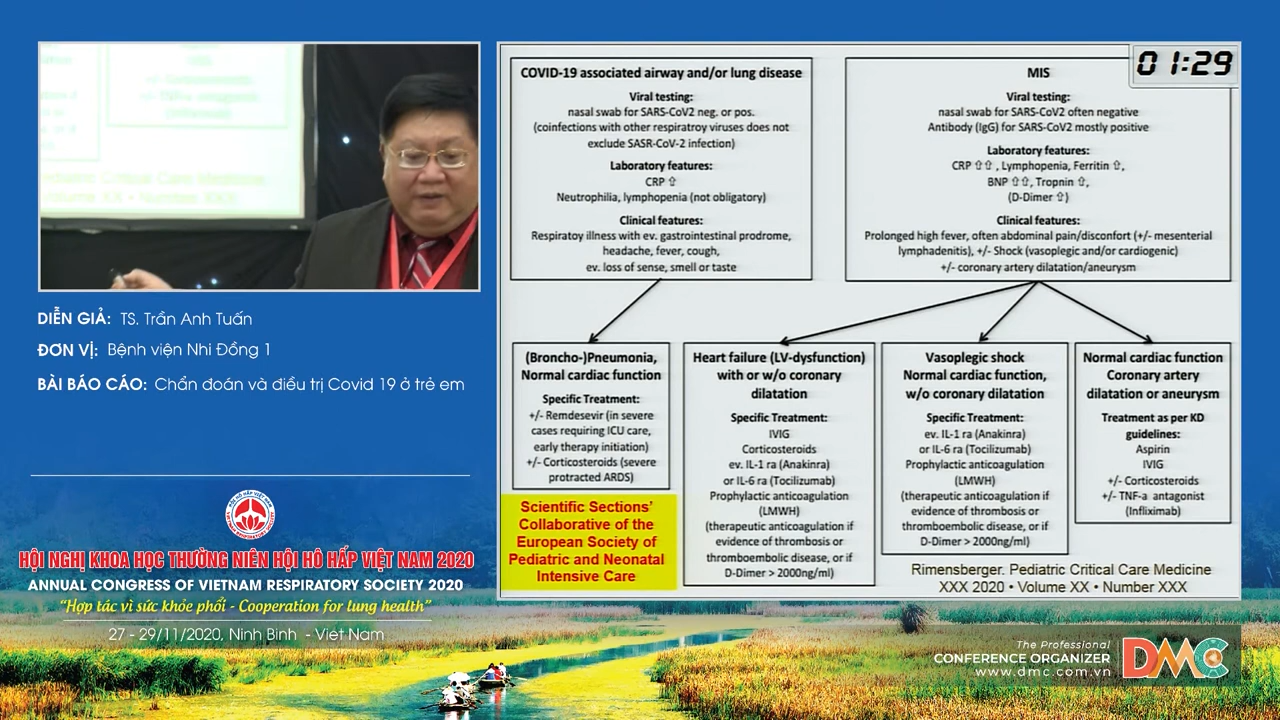 01:29
COVID-19 associated airway and/or lung disease
Viral testing:
nasal swab for SARS-CoV2 neg. or pos.
(coinfections with other respiratroy viruses does not
exclude SASR-CoV-2 infection)
Laboratory features:
CRP ⇧
Neutrophilia, lymphopenia (not obligatory)
Clinical features:
Respiratoy illness with ev. gastrointestinal prodrome,
headache, fever, cough,
ev. loss of sense, smell or taste
MIS
Viral testing:
nasal swab for SARS-CoV2 often negative
Antibody (IgG) for SARS-CoV2 mostly positive
Laboratory features:
CRP ⇧⇧ , Lymphopenia, Ferritin ⇧,
BNP ⇧⇧, Tropnin ⇧,
(D-Dimer ⇧)
Clinical features:
Prolonged high fever, often abdominal pain/disconfort (+/- mesenterial
lymphadenitis), +/- Shock (vasoplegic and/or cardiogenic)
+/- coronary artery dilatation/aneurysm
(Broncho-)Pneumonia,
Normal cardiac function
Specific Treatment:
+/- Remdesevir (in severe
cases requiring ICU care,
early therapy initiation)
+/- Corticosteroids (severe
protracted ARDS)
Heart failure (LV-dysfunction)
with or w/o coronary
dilatation
Specific Treatment:
IVIG
Corticosteroids
ev. IL-1 ra (Anakinra)
or IL-6 ra (Tocilizumab)
Prophylactic anticoagulation
(LMWH)
(therapeutic anticoagulation if
evidence of thrombosis or
thromboembolic disease, or if
D-Dimer > 2000ng/ml)
Vasoplegic shock
Normal cardiac function,
w/o coronary dilatation
Specific Treatment:
ev. IL-1 ra (Anakinra)
or IL-6 ra (Tocilizumab)
Prophylactic anticoagulation
(LMWH)
(therapeutic anticoagulation if
evidence of thrombosis or
thromboembolic disease, or if
D-Dimer > 2000ng/ml)
Normal cardiac function
Coronary artery
dilatation or aneurysm
Treatment as per KD
guidelines:
Aspirin
IVIG
+/- Corticosteroids
+/- TNF-a antagonist
(Infliximab)
Scientific Sections'
Collaborative of the
European Society of
Pediatric and Neonatal
Intensive Care
Rimensberger. Pediatric Critical Care Medicine
XXX 2020 • Volume XX • Number XXX
DIỄN GIẢ: TS. Trần Anh Tuấn
ĐƠN VỊ: Bệnh viện Nhi Đồng 1
BÀI BÁO CÁO: Chẩn đoán và điều trị Covid 19 ở trẻ em
HỘI NGHỊ KHOA HỌC THƯỜNG NIÊN HỘI HÔ HẤP VIỆT NAM 2020
ANNUAL CONGRESS OF VIETNAM RESPIRATORY SOCIETY 2020
“Hợp tác vì sức khỏe phổi - Cooperation for lung health”
27 - 29/11/2020, Ninh Bình - Việt Nam
The Professional
CONFERENCE ORGANIZER
www.dmc.com.vn
DMC